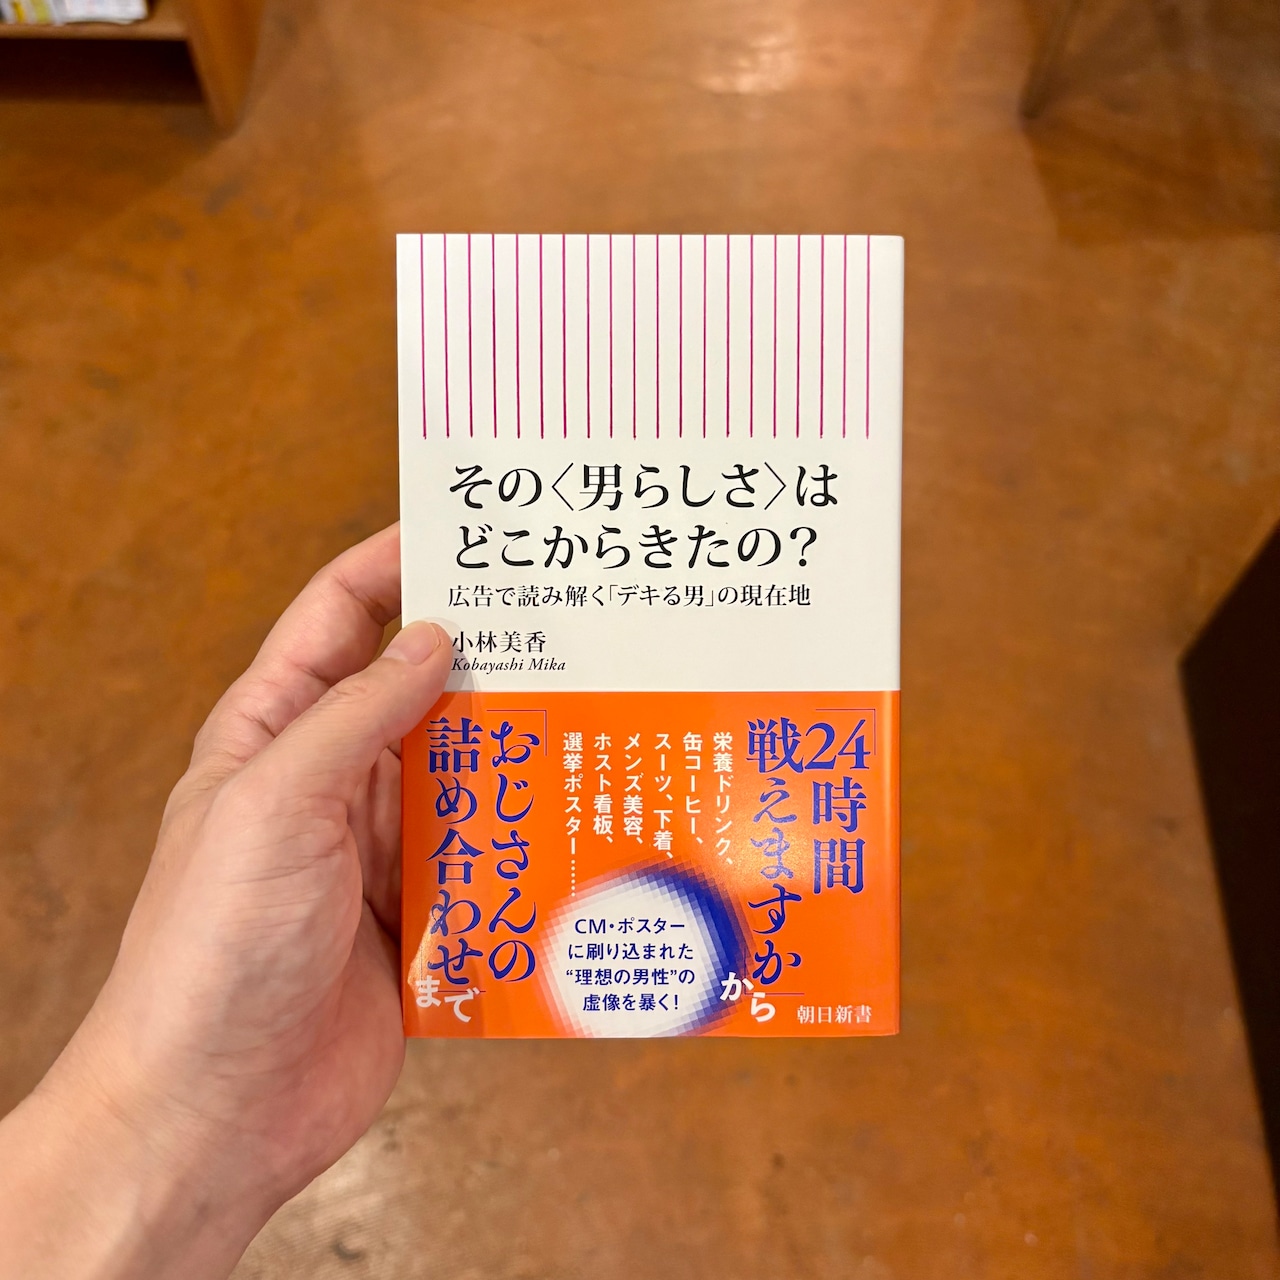 その〈男らしさ〉は
どこからきたの?
広告で読み解く「デキる男」の現在地
小林美香
Kobayashi Mika
「24時間
戦えますか」から
栄養ドリンク、
缶コーヒー、
スーツ、下着、
メンズ美容、
ホスト看板、
選挙ポスター……
「おじさんの
詰め合わせ」まで
CM・ポスター
に刷り込まれた
“理想の男性”の
虚像を暴く!
朝日新書